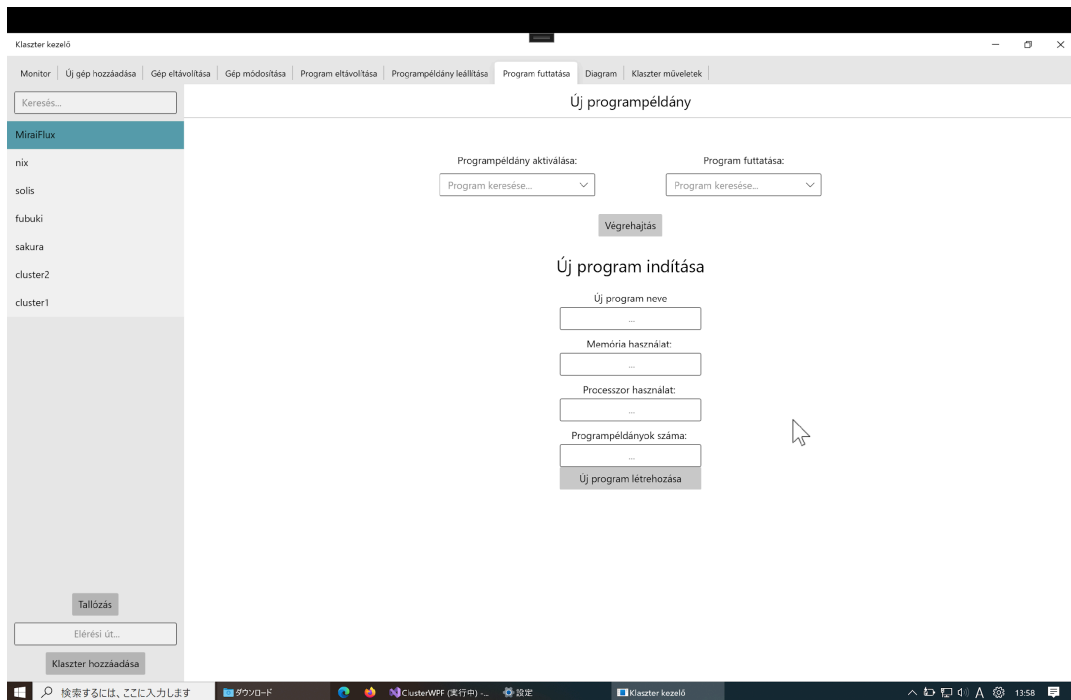 Klaszter kezelő
Monitor Új gép hozzáadása Gép eltávolítása Gép módosítása Program eltávolítása Programpéldány leállítása Program futtatása Diagram Klaszter műveletek
Keresés...
MiraiFlux
nix
solis
fubuki
sakura
cluster2
cluster1
Tallózás
Elérési út...
Klaszter hozzáadása
Új programpéldány
Programpéldány aktiválása: Program futtatása:
Program keresése... Program keresése...
Végrehajtás
Új program indítása
Új program neve
...
Memória használat:
...
Processzor használat:
...
Programpéldányok száma:
...
Új program létrehozása
検索するには、ここに入力します ダウンロード ClusterWPF (実行中) -... 設定 Klaszter kezelő A 13:58